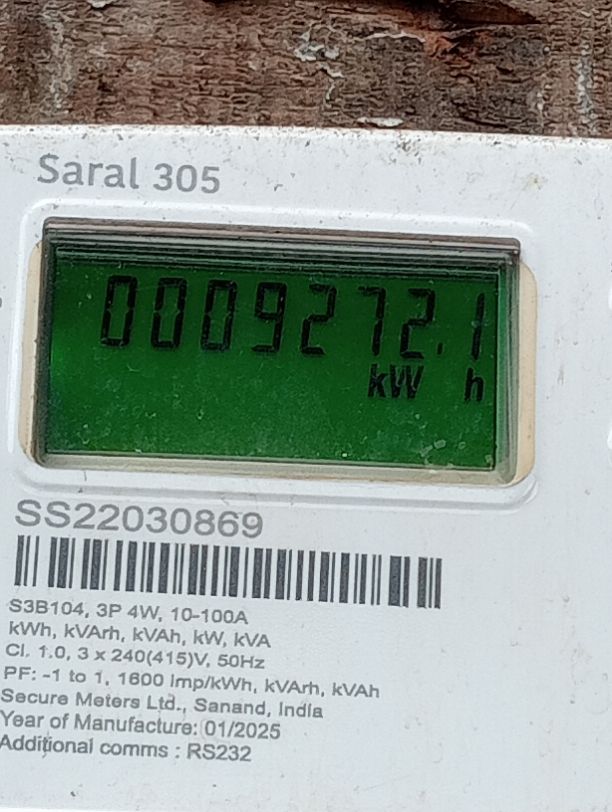 Saral 305
0009272.1
kW h
SS22030869
S3B104, 3P 4W, 10-100A
kWh, kVArh, kVAh, kW, kVA
Cl. 1.0, 3 x 240(415)V, 50Hz
PF: -1 to 1, 1600 Imp/kWh, kVArh, kVAh
Secure Meters Ltd., Sanand, India
Year of Manufacture: 01/2025
Additional comms : RS232